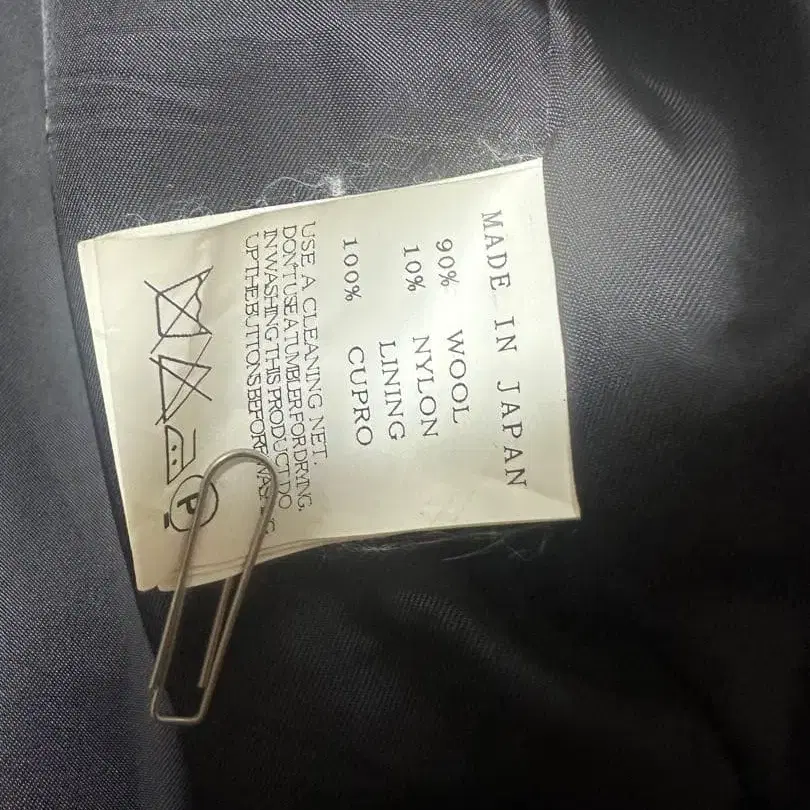 MADE IN JAPAN
90% WOOL
10% NYLON
LINING
100% CUPRO
USE A CLEANING NET.
DON'T USE A TUMBLER FOR DRYING.
IN WASHING THIS PRODUCT DO
UP THE BUTTONS BEFORE
P